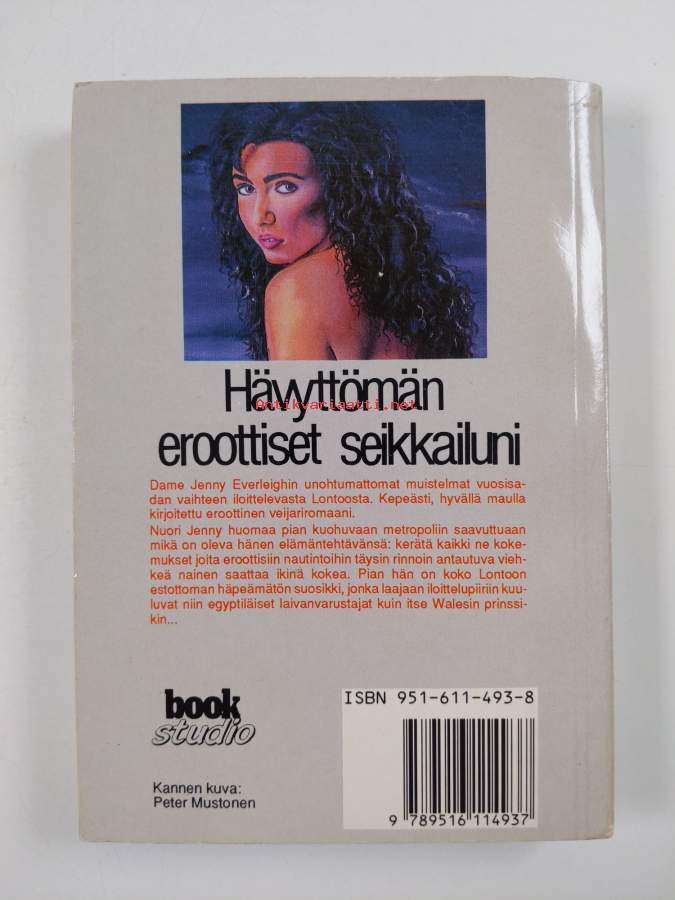 Hävyttömän
Antikvariaatti.net
eroottiset seikkailuni
Dame Jenny Everleighin unohtumattomat muistelmat vuosisa-
dan vaihteen iloittelevasta Lontoosta. Kepeästi, hyvällä maulla
kirjoitettu eroottinen veijariromaani.
Nuori Jenny huomaa pian kuohuvaan metropoliin saavuttuaan
mikä on oleva hänen elämäntehtävänsä: kerätä kaikki ne koke-
mukset joita eroottisiin nautintoihin täysin rinnoin antautuva vieh-
keä nainen saattaa ikinä kokea. Pian hän on koko Lontoon
estottoman häpeämätön suosikki, jonka laajaan iloittelupiiriin kuu-
luvat niin egyptiläiset laivanvarustajat kuin itse Walesin prinssi-
kin...
book
studio
Kannen kuva:
Peter Mustonen
ISBN 951-611-493-8
9 789516 114937